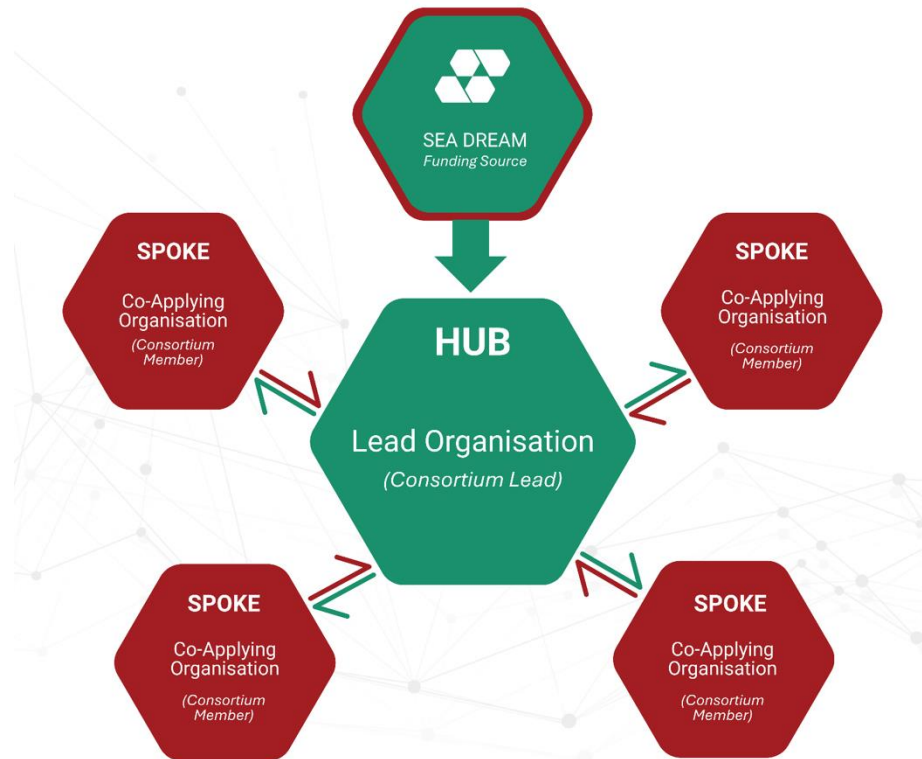 SEA DREAM
Funding Source
SPOKE
Co-Applying
Organisation
(Consortium
Member)
SPOKE
Co-Applying
Organisation
(Consortium
Member)
HUB
Lead Organisation
(Consortium Lead)
SPOKE
Co-Applying
Organisation
(Consortium
Member)
SPOKE
Co-Applying
Organisation
(Consortium
Member)